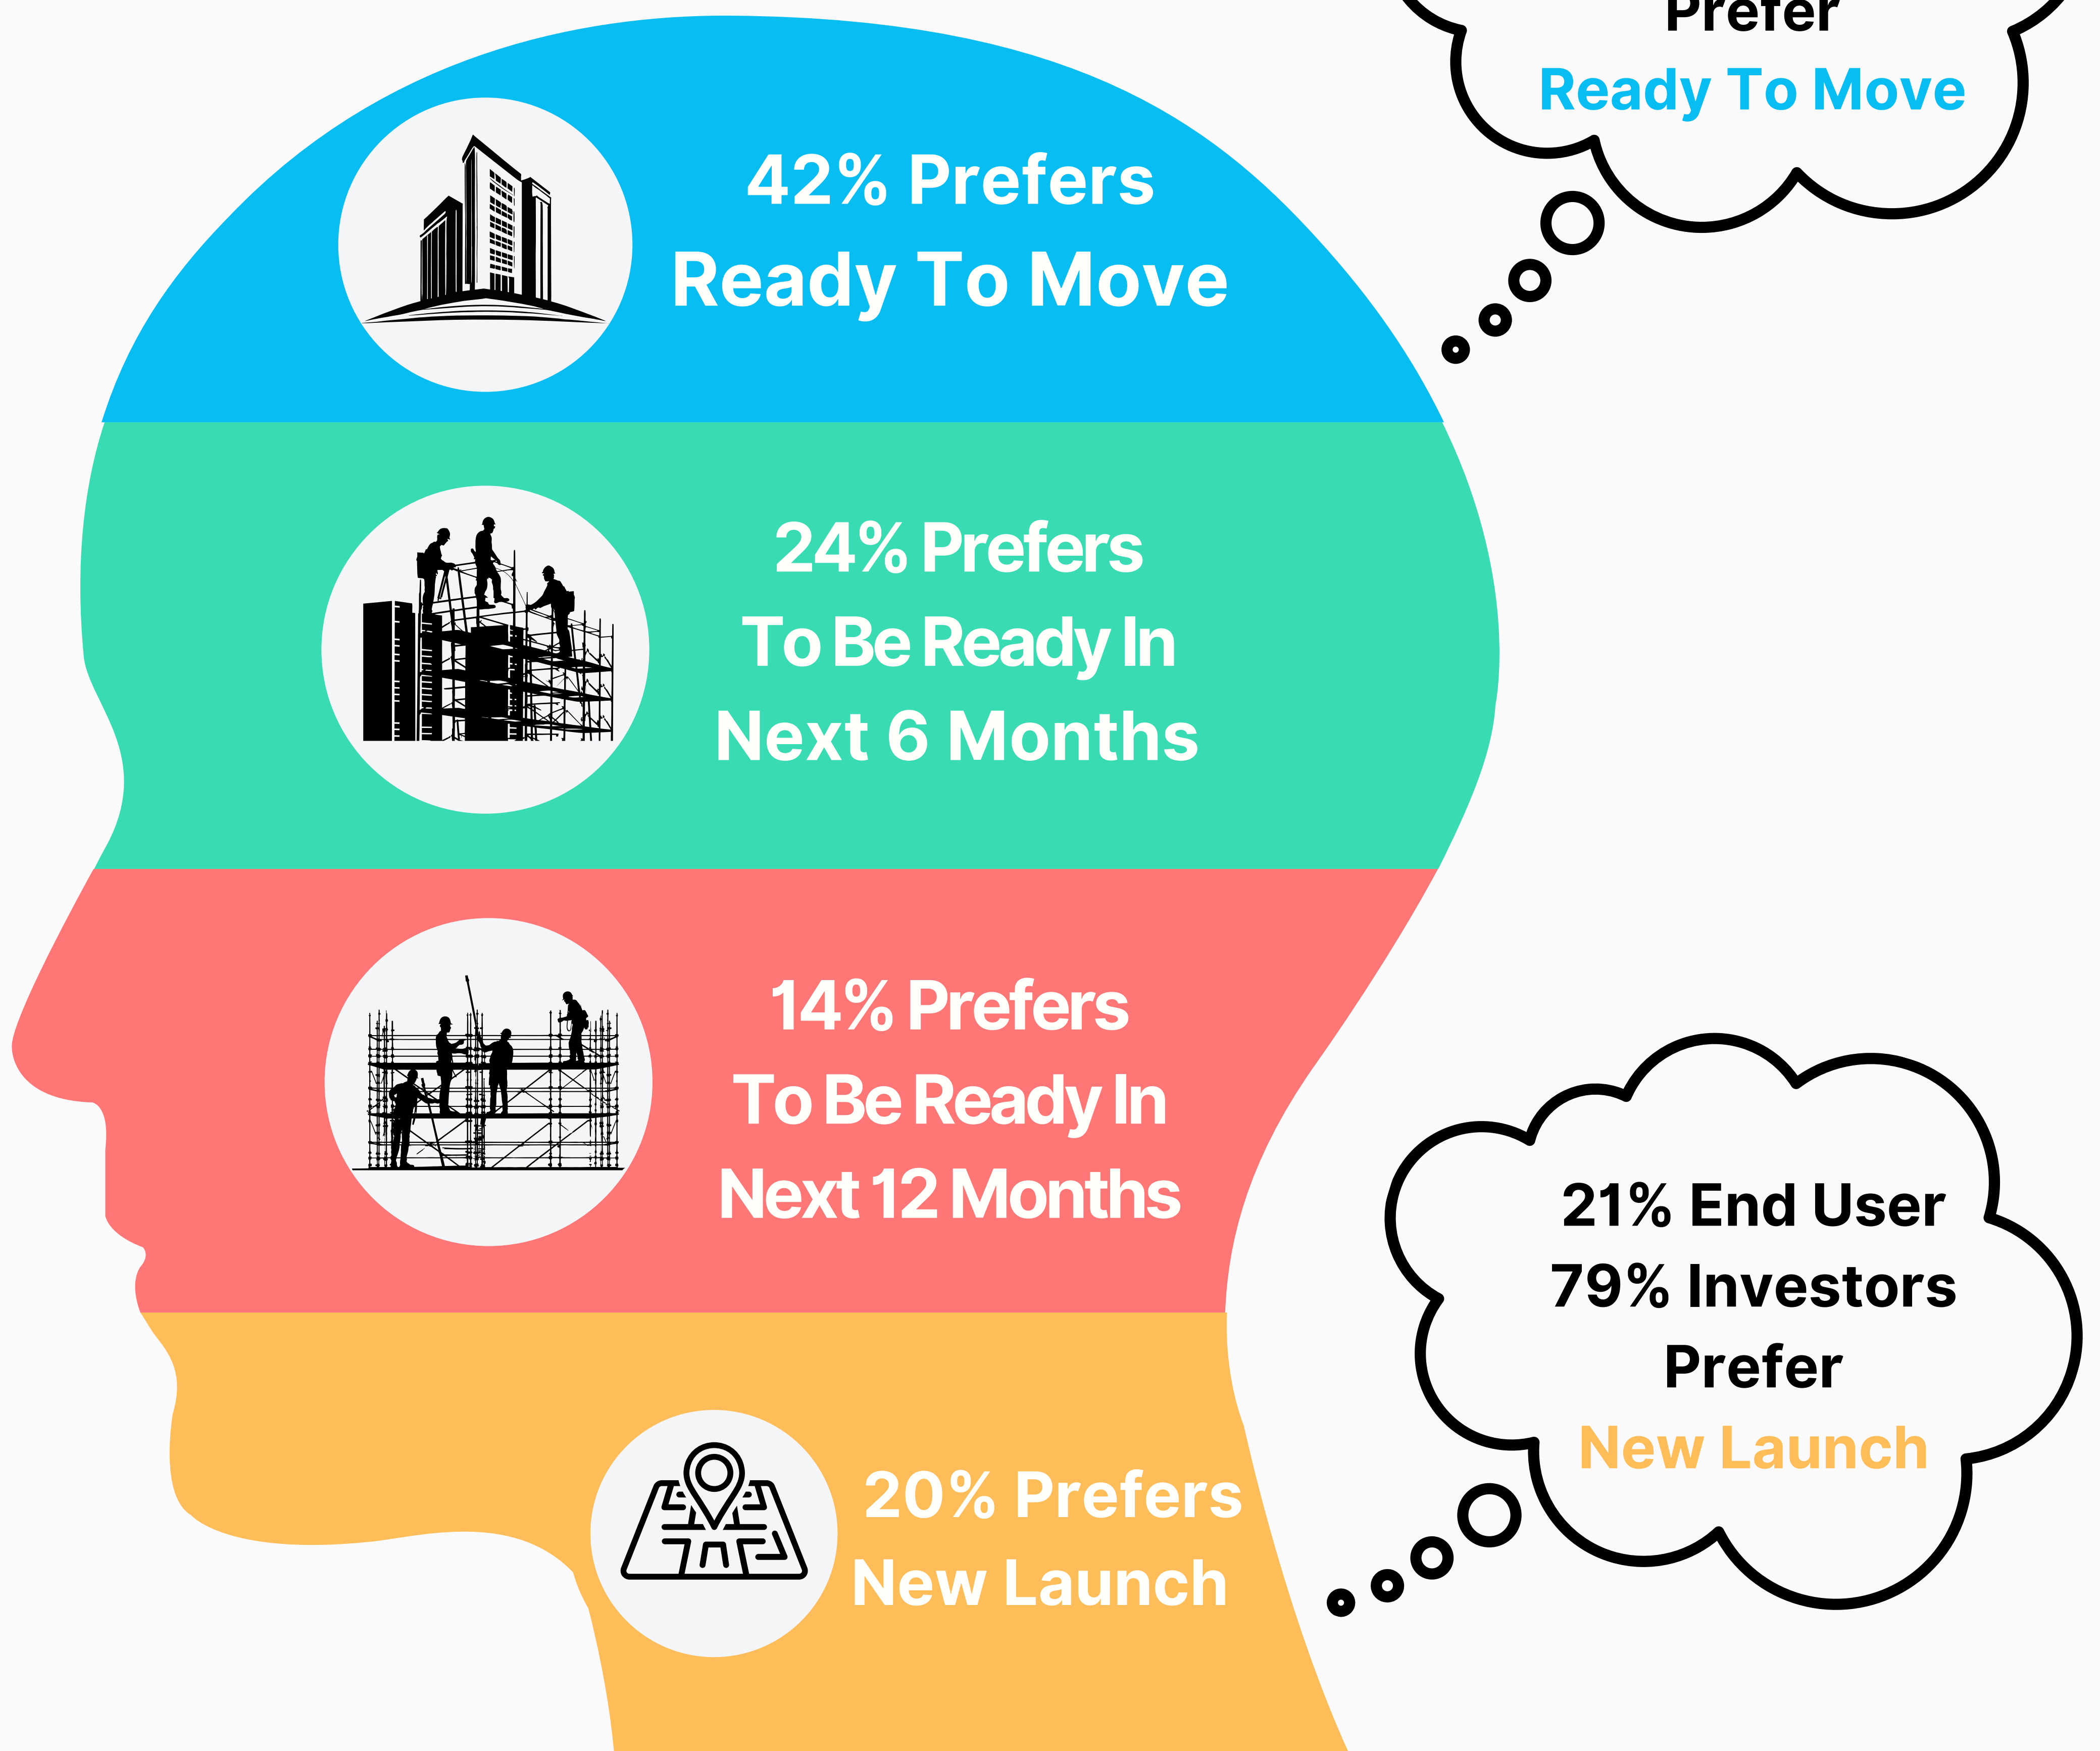 Prefer
Ready To Move
42% Prefers
Ready To Move
24% Prefers
To Be Ready In
Next 6 Months
14% Prefers
To Be Ready In
Next 12 Months
21% End User
79% Investors
Prefer
New Launch
20% Prefers
New Launch